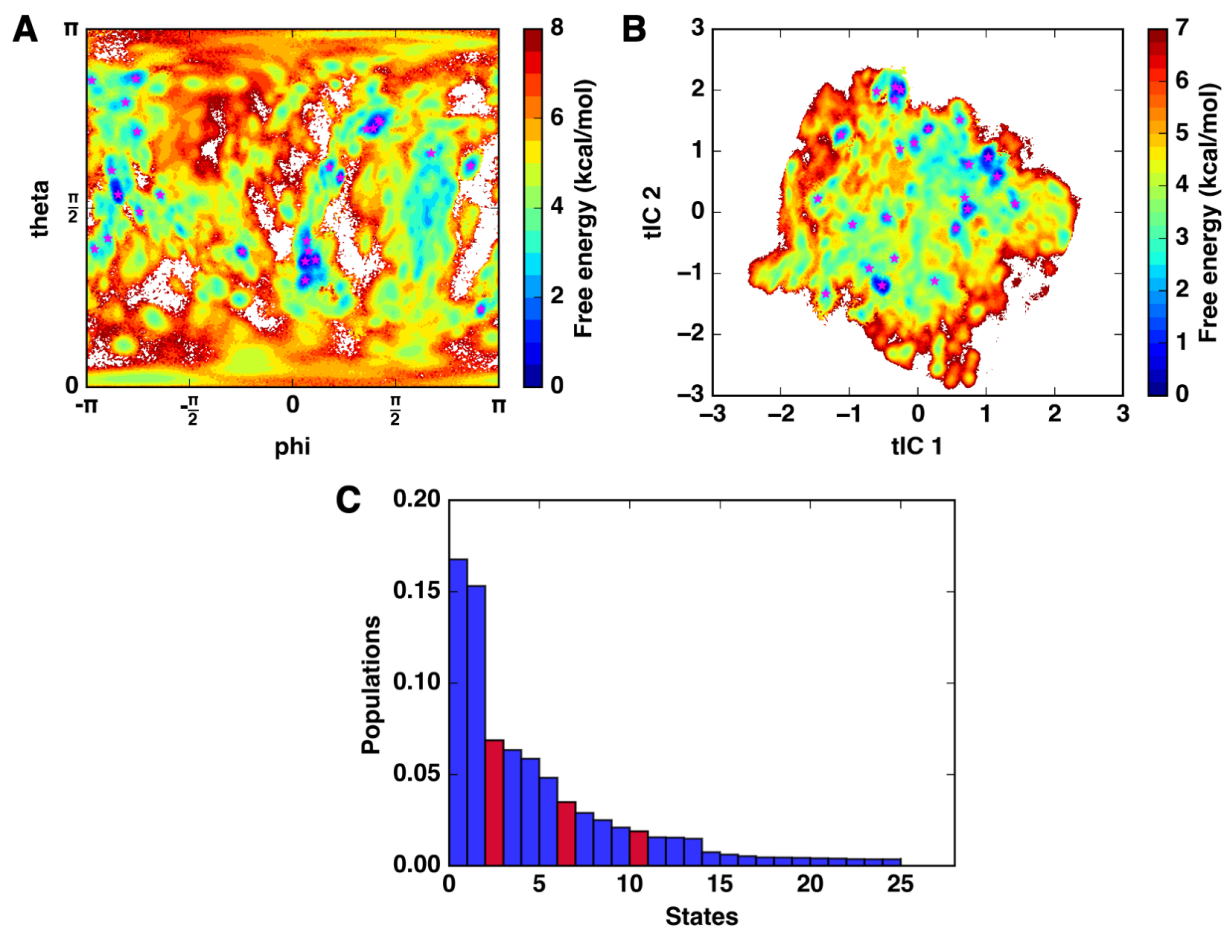 A
π
π/2
0
theta
-π
-π/2
0
π/2
π
phi
8
6
4
2
0
Free energy (kcal/mol)
B
3
2
1
0
−1
−2
−3
tIC 2
−3
−2
−1
0
1
2
3
tIC 1
7
6
5
4
3
2
1
0
Free energy (kcal/mol)
C
0.20
0.15
0.10
0.05
0.00
Populations
0
5
10
15
20
25
States